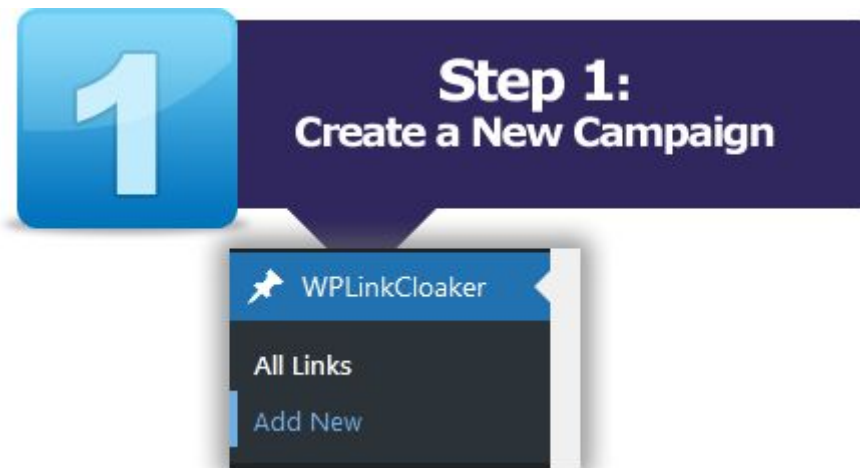 1
Step 1:
Create a New Campaign
WPLinkCloaker
All Links
Add New